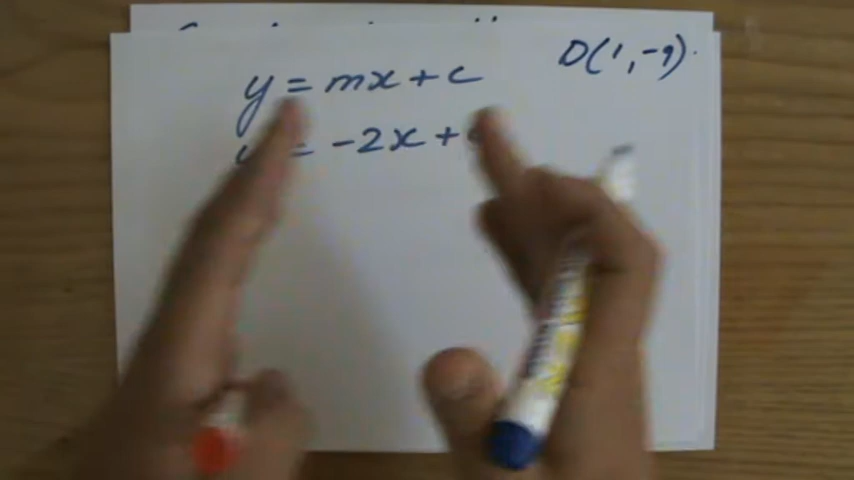 y = mx + c
D(1, -9).
= -2x +